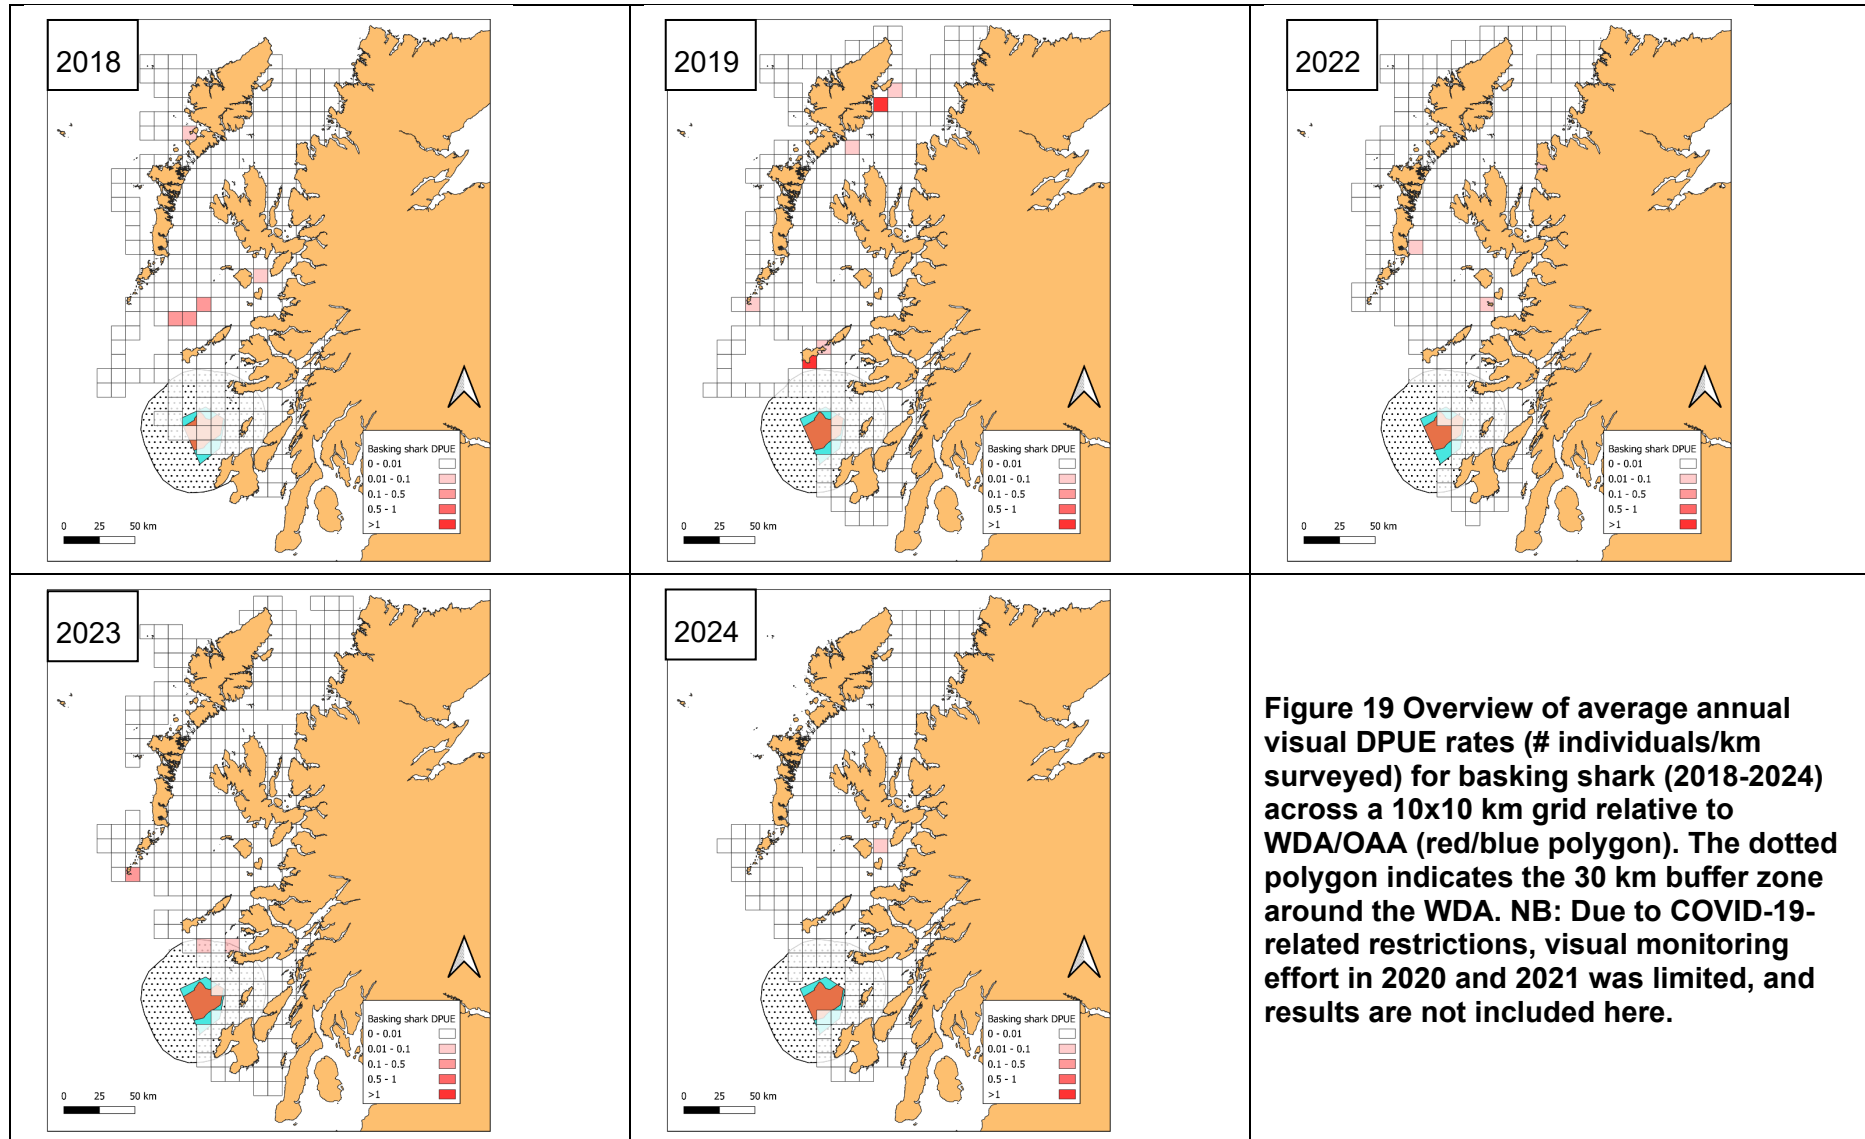 2018
Basking shark DPUE
0 - 0.01
0.01 - 0.1
0.1 - 0.5
0.5 - 1
>1
0 25 50 km
2019
Basking shark DPUE
0 - 0.01
0.01 - 0.1
0.1 - 0.5
0.5 - 1
>1
0 25 50 km
2022
Basking shark DPUE
0 - 0.01
0.01 - 0.1
0.1 - 0.5
0.5 - 1
>1
0 25 50 km
2023
Basking shark DPUE
0 - 0.01
0.01 - 0.1
0.1 - 0.5
0.5 - 1
>1
0 25 50 km
2024
Basking shark DPUE
0 - 0.01
0.01 - 0.1
0.1 - 0.5
0.5 - 1
>1
0 25 50 km
Figure 19 Overview of average annual
visual DPUE rates (# individuals/km
surveyed) for basking shark (2018-2024)
across a 10x10 km grid relative to
WDA/OAA (red/blue polygon). The dotted
polygon indicates the 30 km buffer zone
around the WDA. NB: Due to COVID-19-
related restrictions, visual monitoring
effort in 2020 and 2021 was limited, and
results are not included here.